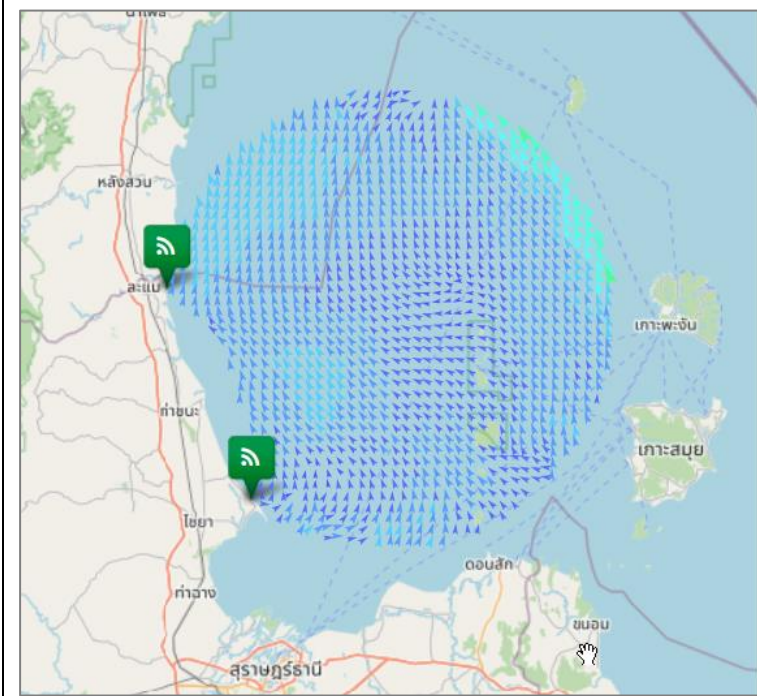 หลังสวน
ละแม
เกาะพะงัน
ท่าชนะ
เกาะสมุย
ไชยา
ดอนสัก
ท่าฉาง
ขนอม
สุราษฎร์ธานี